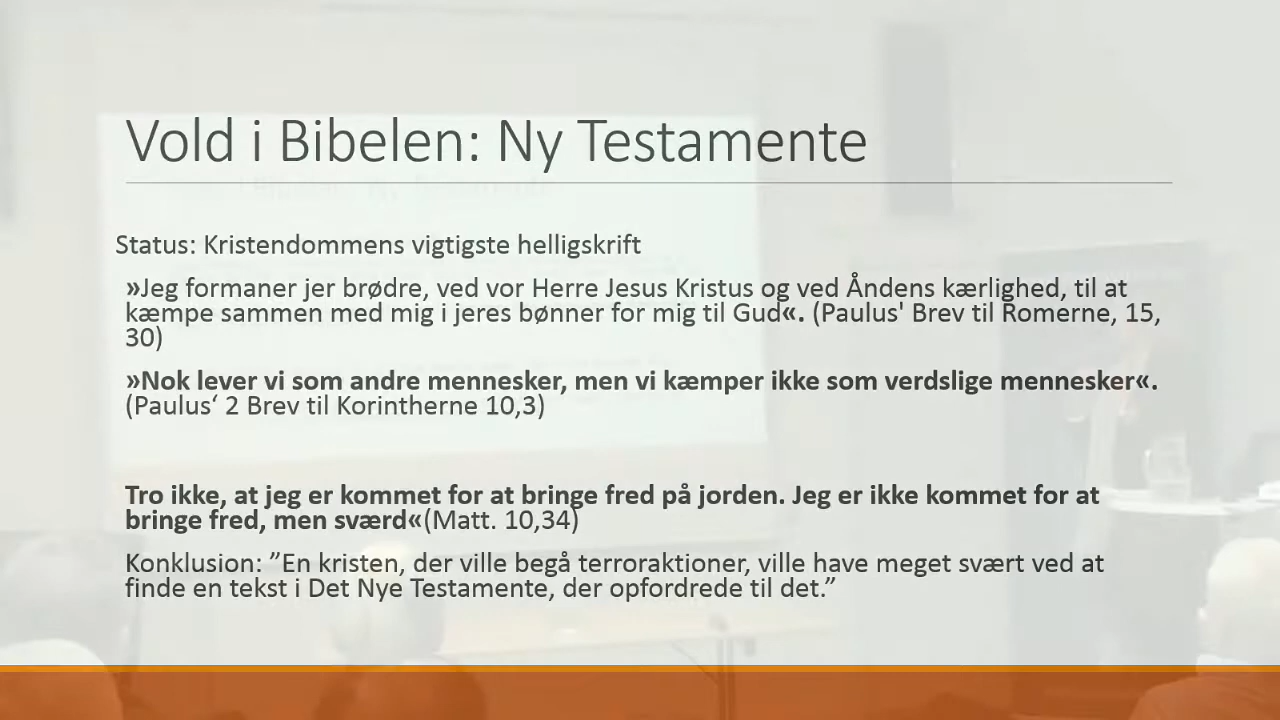 Vold i Bibelen: Ny Testamente
Status: Kristendommens vigtigste helligskrift
»Jeg formaner jer brødre, ved vor Herre Jesus Kristus og ved Åndens kærlighed, til at
kæmpe sammen med mig i jeres bønner for mig til Gud«. (Paulus' Brev til Romerne, 15,
30)
»Nok lever vi som andre mennesker, men vi kæmper ikke som verdslige mennesker«.
(Paulus‘ 2 Brev til Korintherne 10,3)
Tro ikke, at jeg er kommet for at bringe fred på jorden. Jeg er ikke kommet for at
bringe fred, men sværd«(Matt. 10,34)
Konklusion: ”En kristen, der ville begå terroraktioner, ville have meget svært ved at
finde en tekst i Det Nye Testamente, der opfordrede til det.”